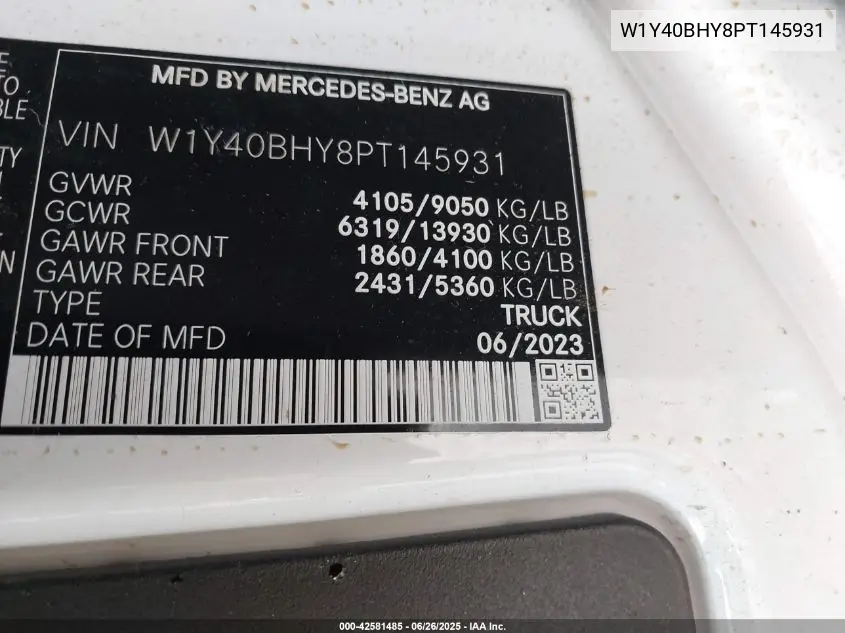 W1Y40BHY8PT145931
MFD BY MERCEDES-BENZ AG
VIN W1Y40BHY8PT145931
GVWR 4105/9050 KG/LB
GCWR 6319/13930 KG/LB
GAWR FRONT 1860/4100 KG/LB
GAWR REAR 2431/5360 KG/LB
TYPE TRUCK
DATE OF MFD 06/2023
000-42581485 - 06/26/2025 - IAA Inc.